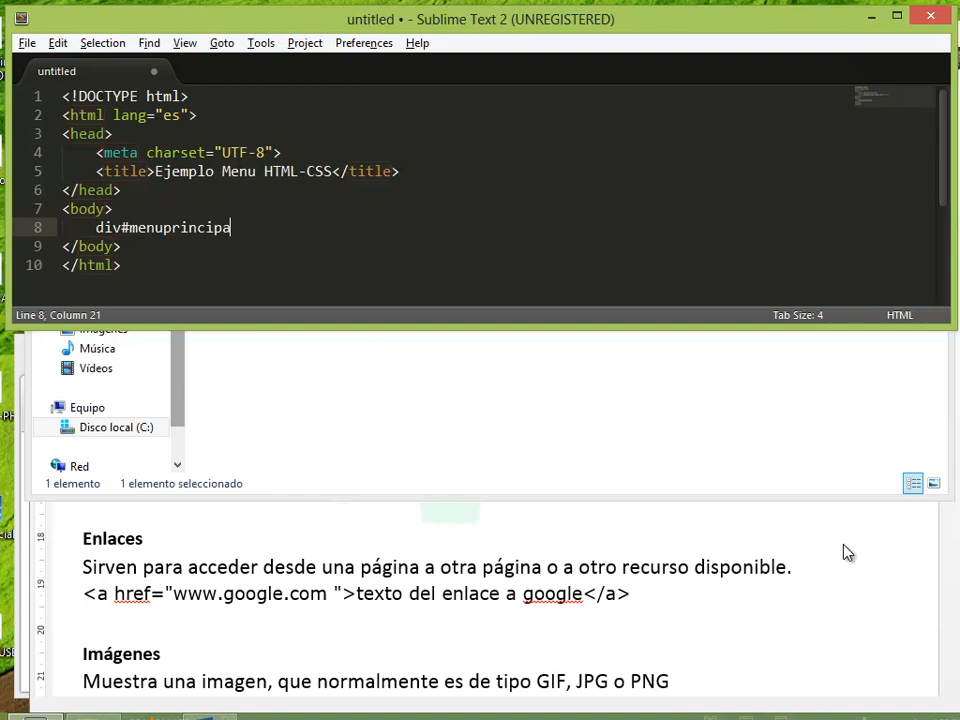 untitled • - Sublime Text 2 (UNREGISTERED)
File Edit Selection Find View Goto Tools Project Preferences Help
untitled
1 <!DOCTYPE html>
2 <html lang="es">
3 <head>
4 <meta charset="UTF-8">
5 <title>Ejemplo Menu HTML-CSS</title>
6 </head>
7 <body>
8 div#menuprincipa
9 </body>
10 </html>
Line 8, Column 21 Tab Size: 4 HTML
Imágenes
Música
Vídeos
Equipo
Disco local (C:)
Red
1 elemento 1 elemento seleccionado
18
Enlaces
Sirven para acceder desde una página a otra página o a otro recurso disponible.
19
<a href="www.google.com ">texto del enlace a google</a>
20
Imágenes
21
Muestra una imagen, que normalmente es de tipo GIF, JPG o PNG